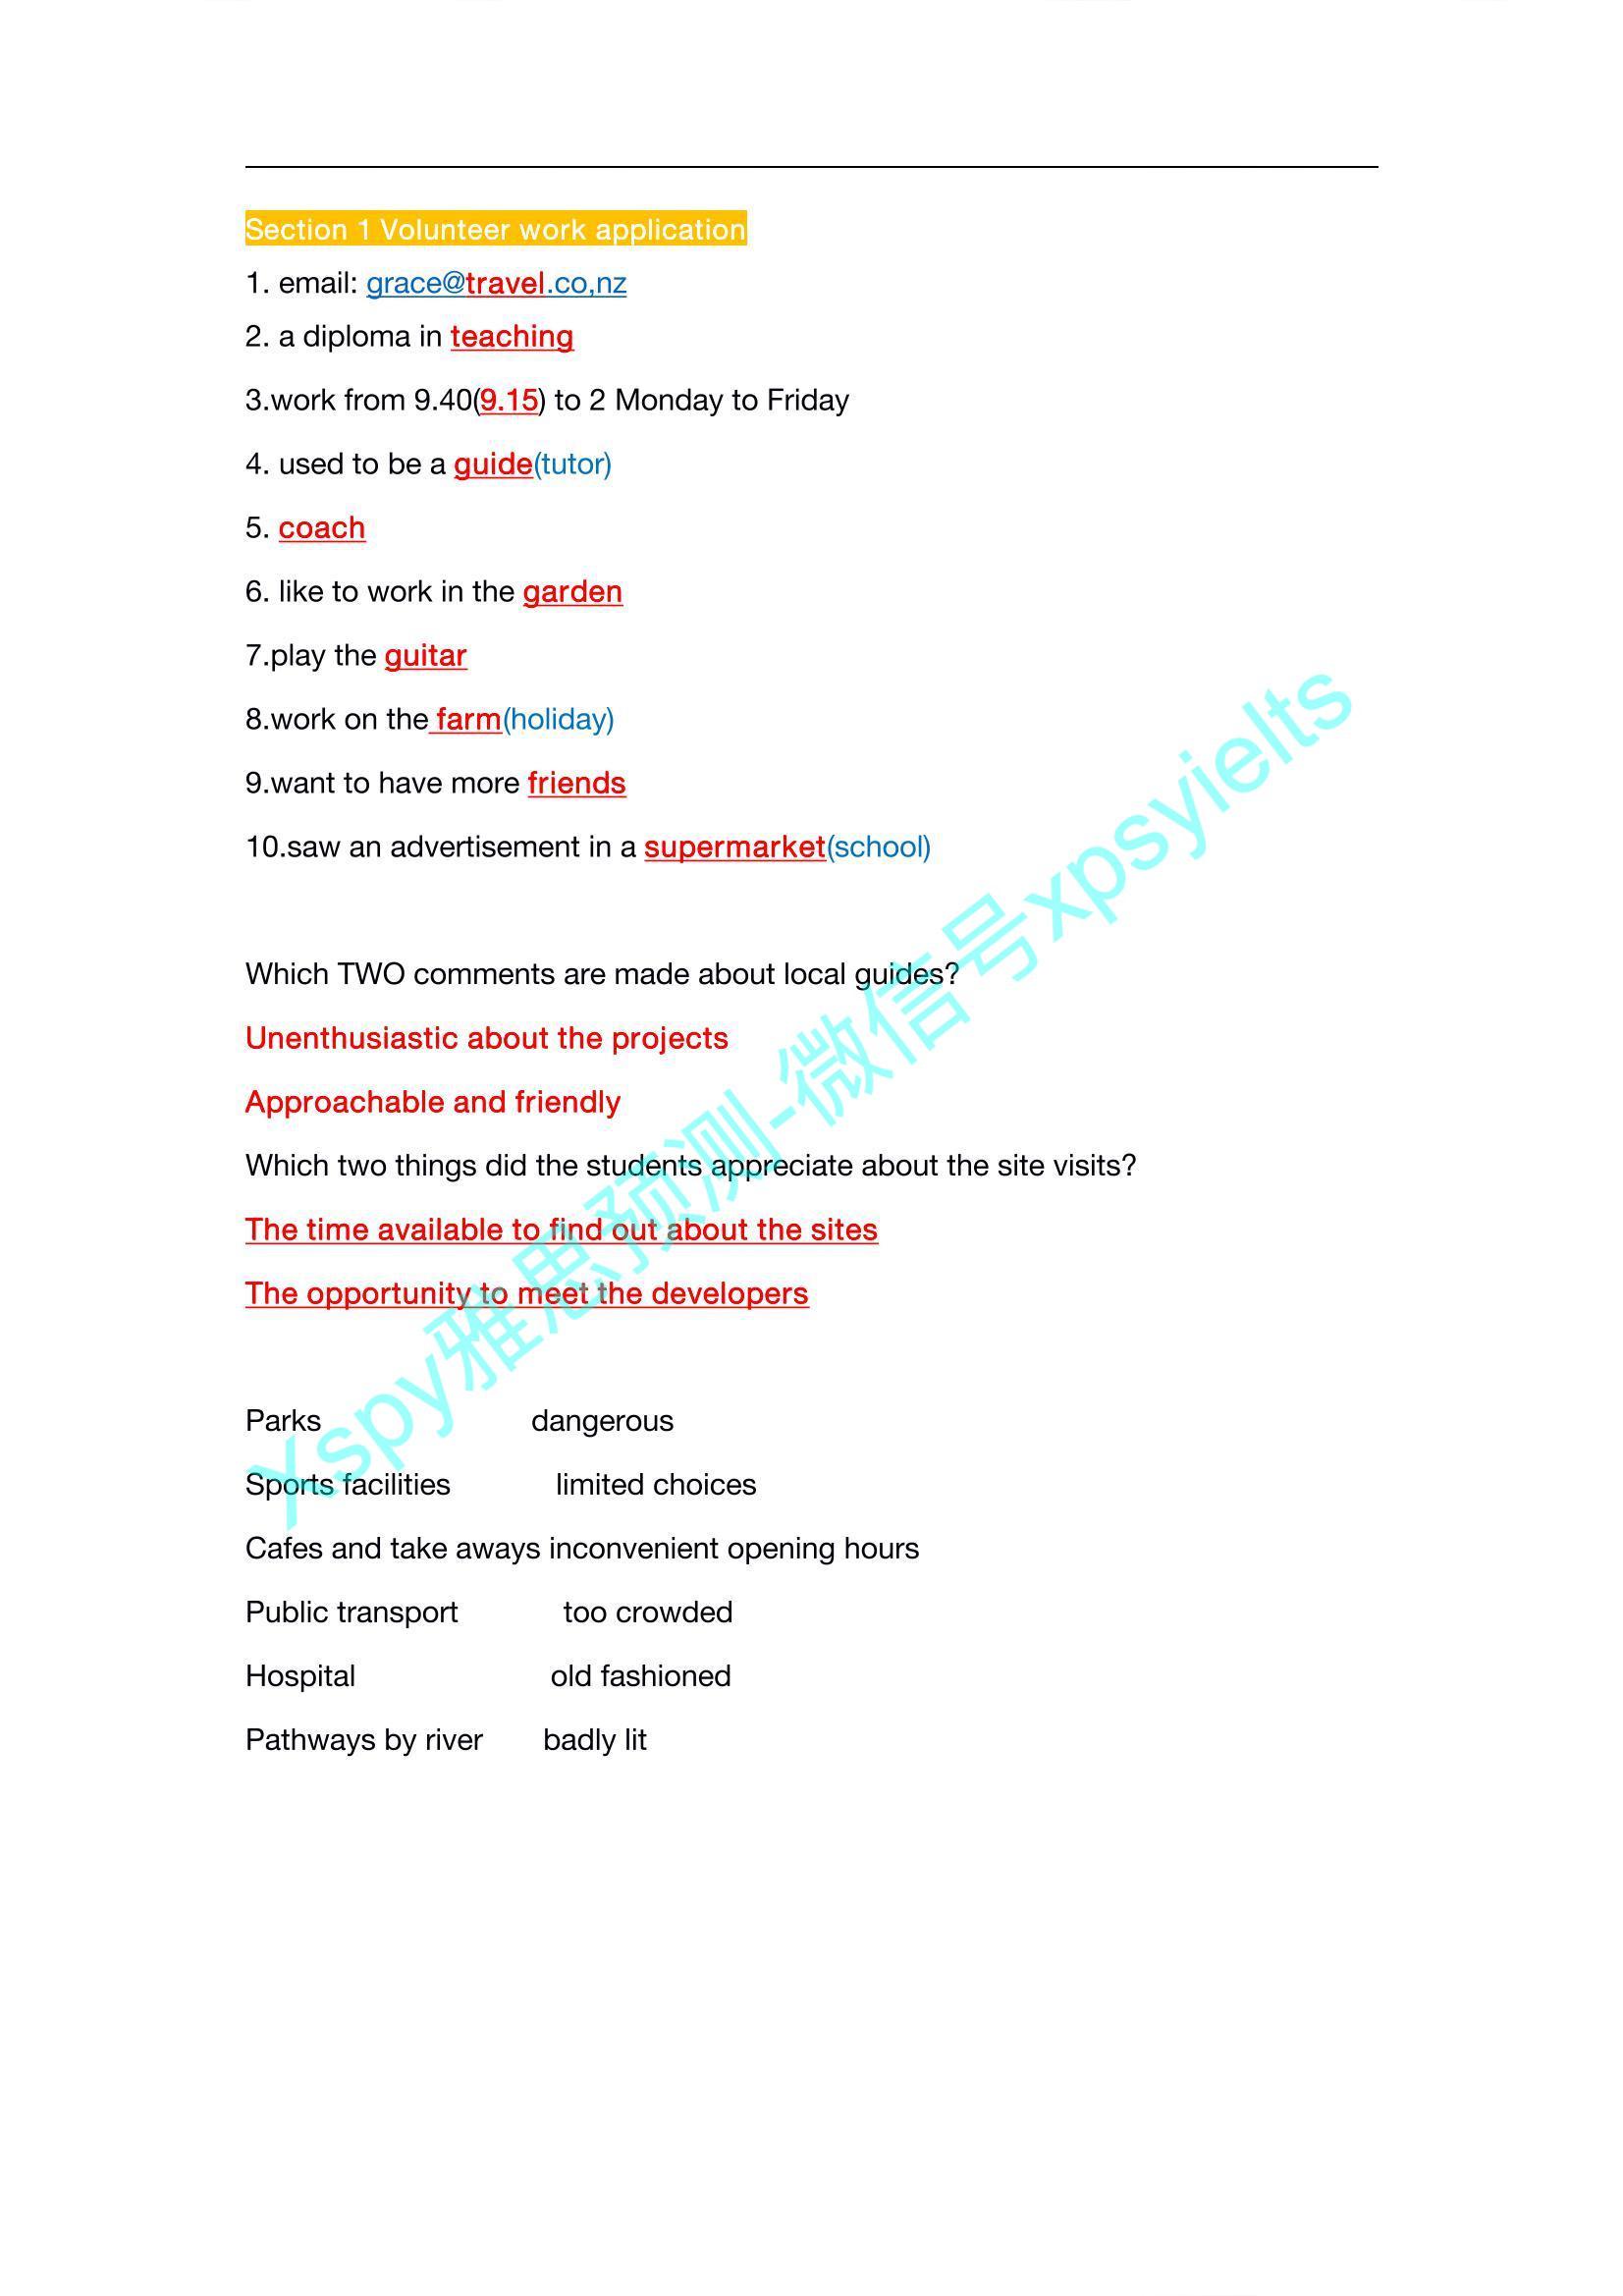 Section 1 Volunteer work application
1. email: grace@travel.co,nz
2. a diploma in teaching
3.work from 9.40(9.15) to 2 Monday to Friday
4. used to be a guide(tutor)
5. coach
6. like to work in the garden
7.play the guitar
8.work on the farm(holiday)
9.want to have more friends
10.saw an advertisement in a supermarket(school)
Which TWO comments are made about local guides?
Unenthusiastic about the projects
Approachable and friendly
Which two things did the students appreciate about the site visits?
The time available to find out about the sites
The opportunity to meet the developers
Parks dangerous
Sports facilities limited choices
Cafes and take aways inconvenient opening hours
Public transport too crowded
Hospital old fashioned
Pathways by river badly lit
Xspy雅思预测-微信号xpsyielts